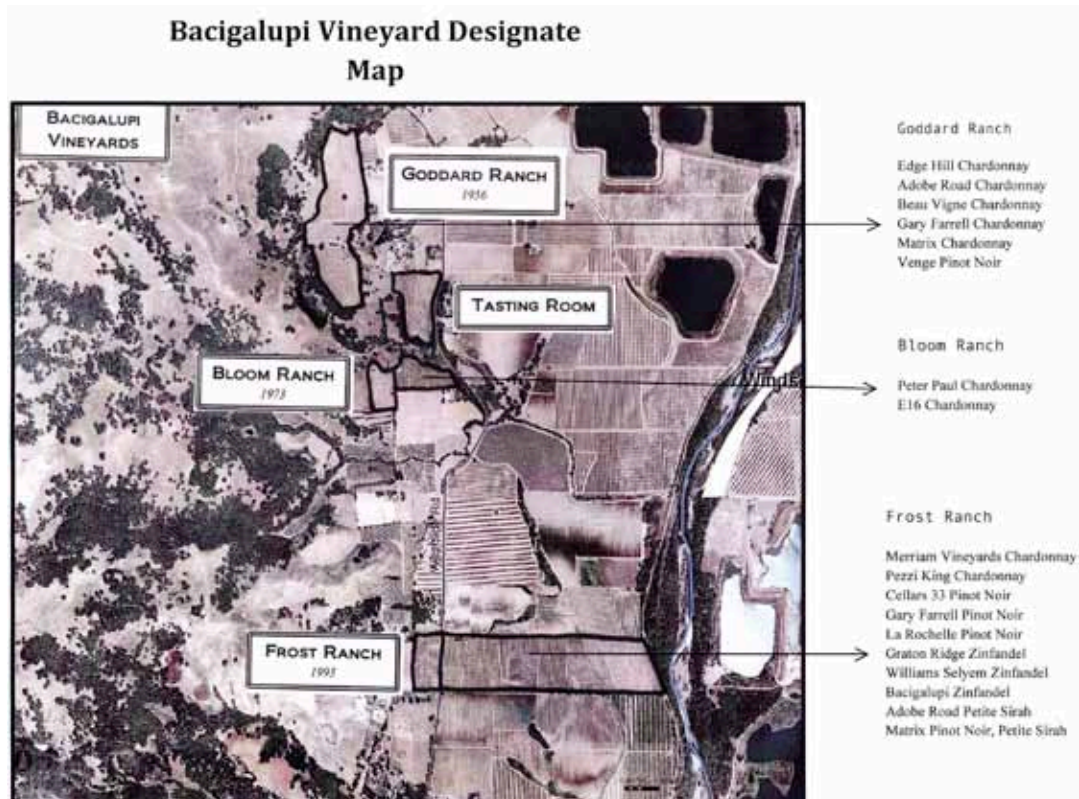 Bacigalupi Vineyard Designate
Map
BACIGALUPI
VINEYARDS
GODDARD RANCH
1956
TASTING ROOM
BLOOM RANCH
1973
Winds
Westside Rd
FROST RANCH
1993
Goddard Ranch
Edge Hill Chardonnay
Adobe Road Chardonnay
Beau Vigne Chardonnay
Gary Farrell Chardonnay
Matrix Chardonnay
Venge Pinot Noir
Bloom Ranch
Peter Paul Chardonnay
E16 Chardonnay
Frost Ranch
Merriam Vineyards Chardonnay
Pezzi King Chardonnay
Cellars 33 Pinot Noir
Gary Farrell Pinot Noir
La Rochelle Pinot Noir
Graton Ridge Zinfandel
Williams Selyem Zinfandel
Bacigalupi Zinfandel
Adobe Road Petite Sirah
Matrix Pinot Noir, Petite Sirah